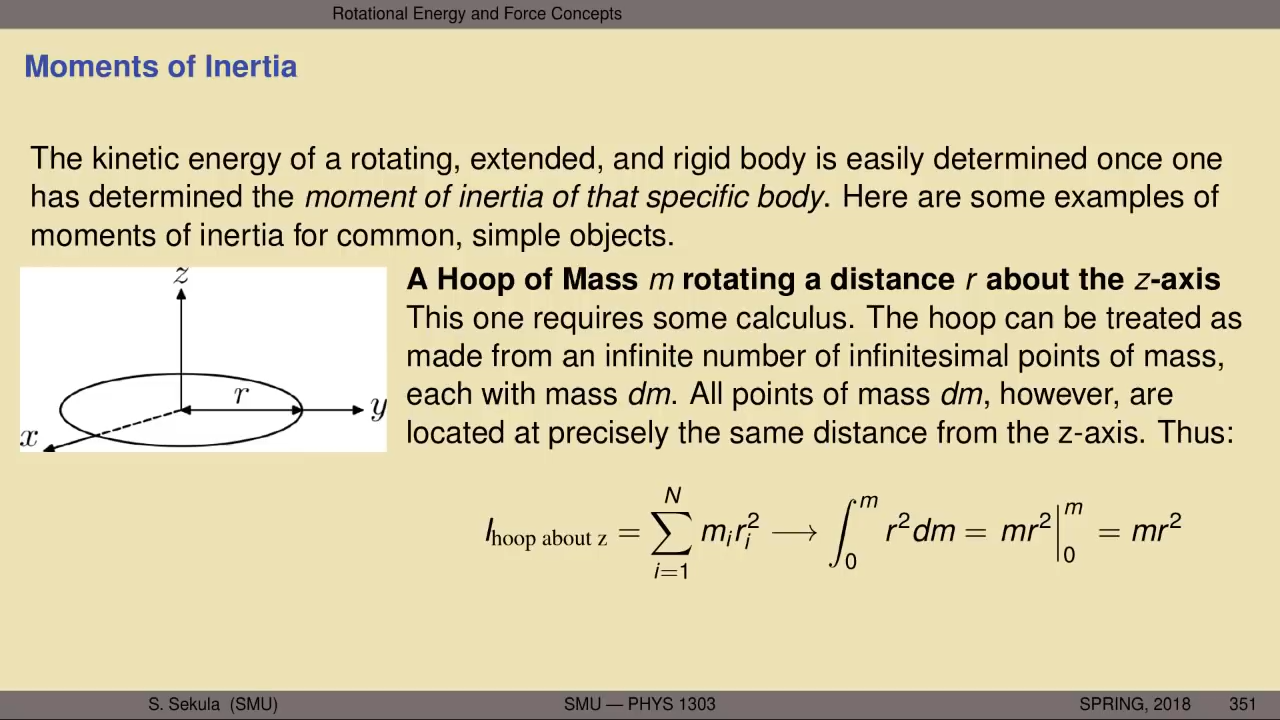 Rotational Energy and Force Concepts
Moments of Inertia
The kinetic energy of a rotating, extended, and rigid body is easily determined once one
has determined the moment of inertia of that specific body. Here are some examples of
moments of inertia for common, simple objects.
z
r
y
x
A Hoop of Mass m rotating a distance r about the z-axis
This one requires some calculus. The hoop can be treated as
made from an infinite number of infinitesimal points of mass,
each with mass dm. All points of mass dm, however, are
located at precisely the same distance from the z-axis. Thus:
I_{hoop about z} = \sum_{i=1}^{N} m_i r_i^2 ⟶ \int_0^m r^2 dm = mr^2 |_0^m = mr^2
S. Sekula (SMU) SMU — PHYS 1303 SPRING, 2018 351